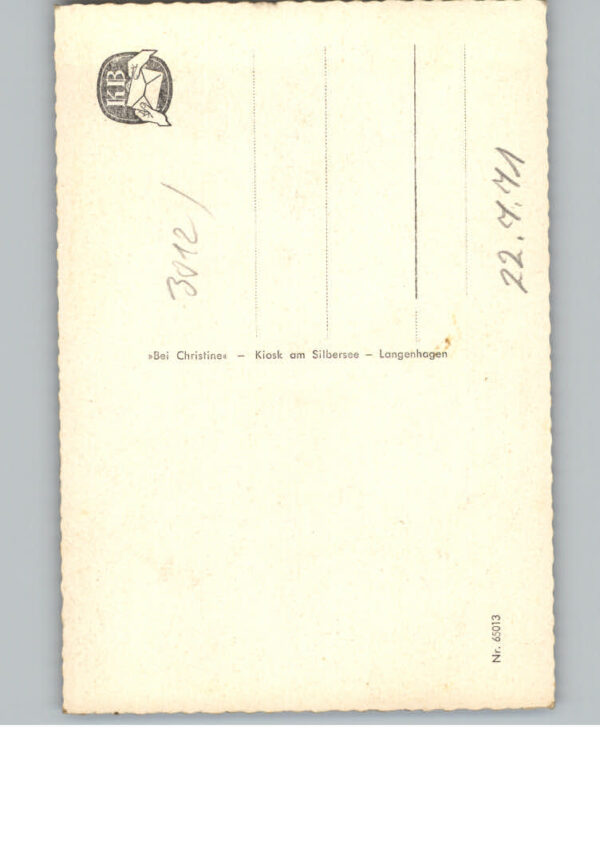 KB
3012 /
22.7.71
»Bei Christine« – Kiosk am Silbersee – Langenhagen
Nr. 65013